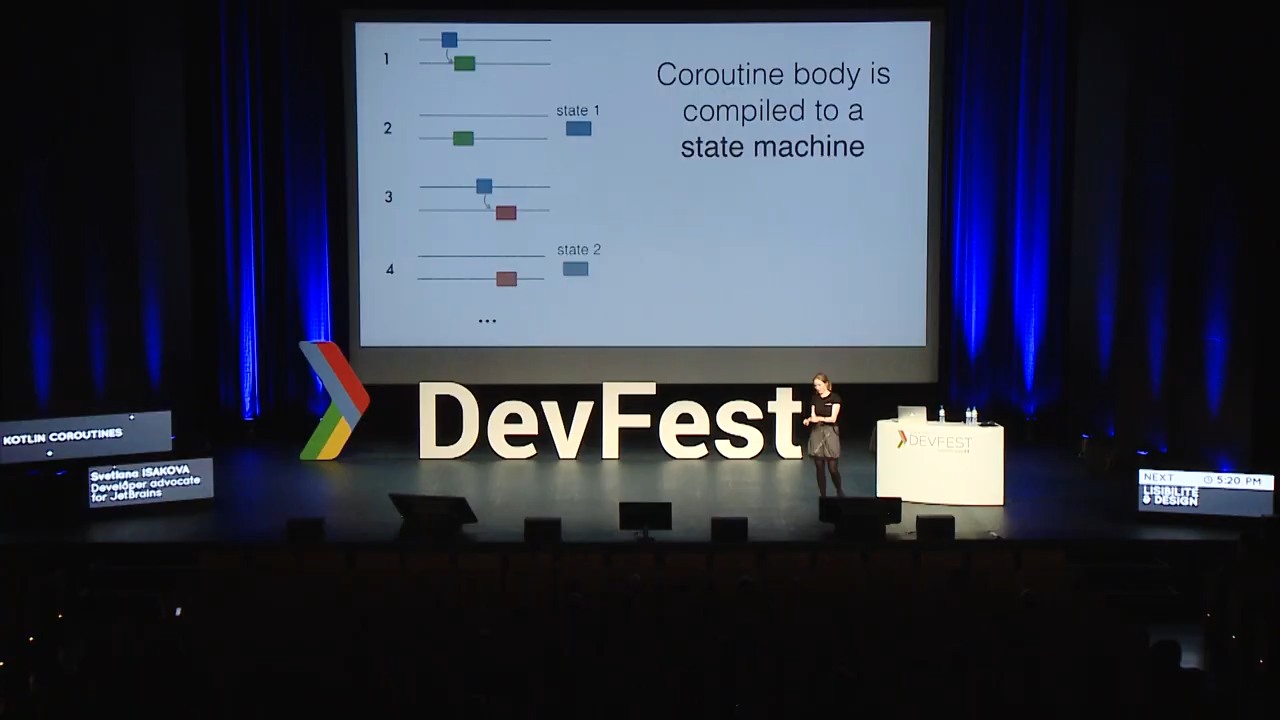 1
2
state 1
3
4
state 2
...
Coroutine body is
compiled to a
state machine
DevFest
KOTLIN COROUTINES
Svetlana ISAKOVA
Developer advocate
for JetBrains
DEVFEST
NEXT 5:20 PM
LISIBILITE
& DESIGN